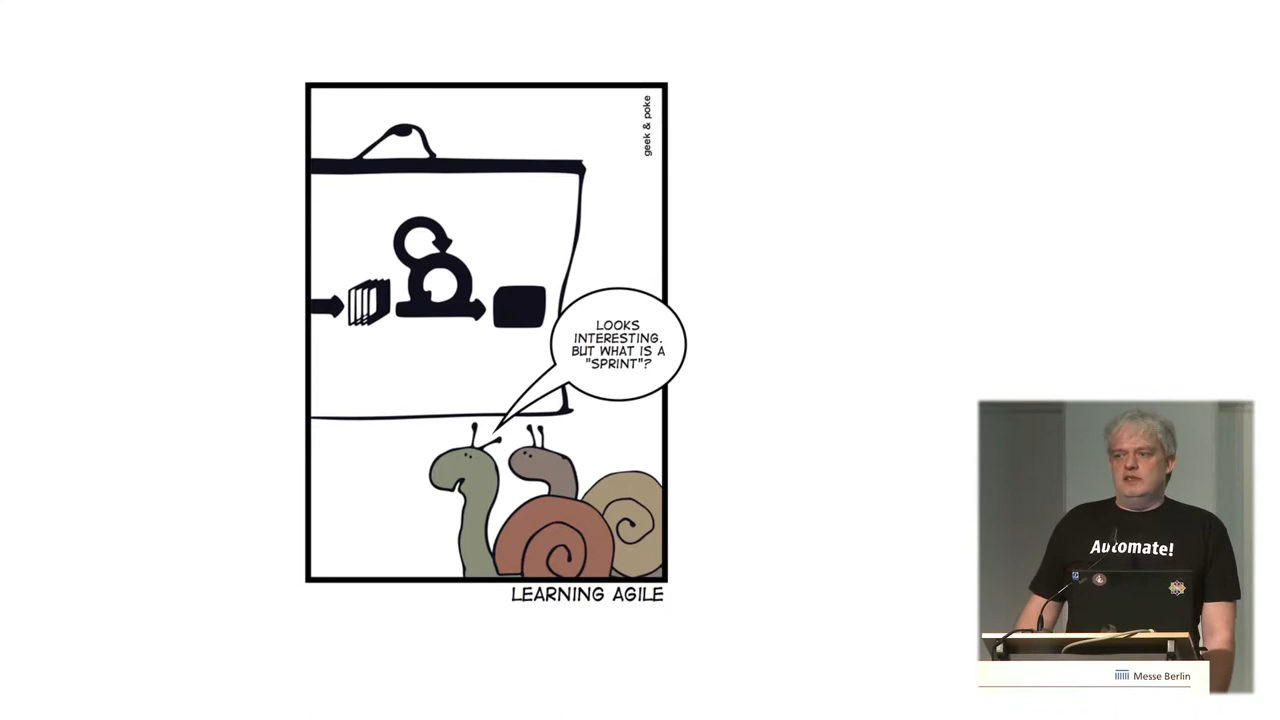 geek & poke
LOOKS
INTERESTING.
BUT WHAT IS A
"SPRINT"?
LEARNING AGILE
Automate!
Messe Berlin